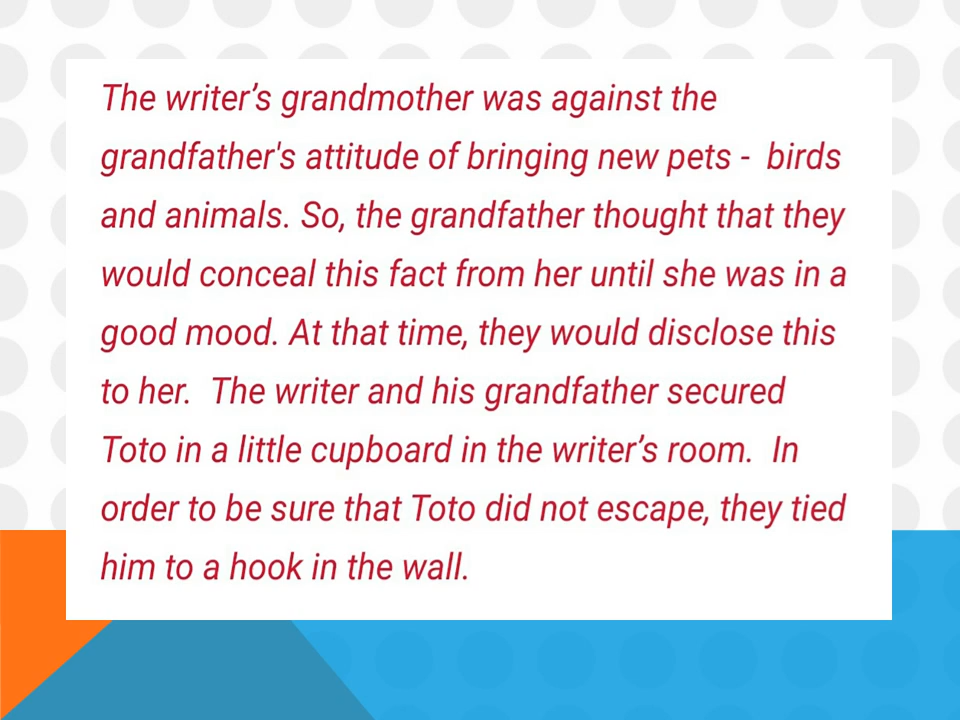 The writer’s grandmother was against the
grandfather's attitude of bringing new pets -  birds
and animals. So, the grandfather thought that they
would conceal this fact from her until she was in a
good mood. At that time, they would disclose this
to her.  The writer and his grandfather secured
Toto in a little cupboard in the writer’s room.  In
order to be sure that Toto did not escape, they tied
him to a hook in the wall.